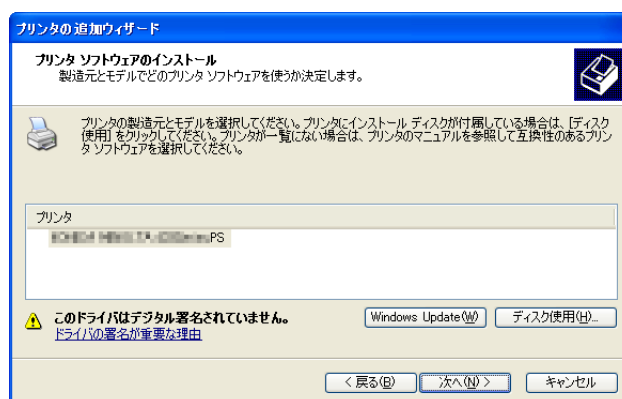 プリンタの追加ウィザード
プリンタ ソフトウェアのインストール
製造元とモデルでどのプリンタ ソフトウェアを使うか決定します。
プリンタの製造元とモデルを選択してください。プリンタにインストール ディスクが付属している場合は、[ディスク
使用] をクリックしてください。プリンタが一覧にない場合は、プリンタのマニュアルを参照して互換性のあるプリン
タ ソフトウェアを選択してください。
プリンタ
PS
このドライバはデジタル署名されていません。
ドライバの署名が重要な理由
Windows Update(W)
ディスク使用(H)...
< 戻る(B)
次へ(N) >
キャンセル